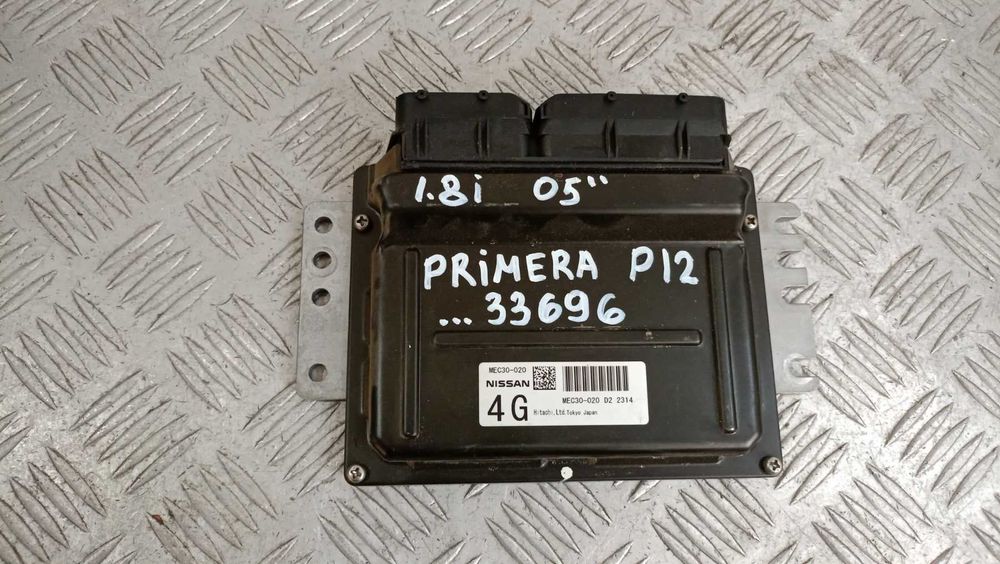 1.8i 05"
PRiMERA P12
... 33696
MEC30-020
NISSAN
MEC30-020 D2 2314
4G
Hitachi,Ltd.Tokyo Japan